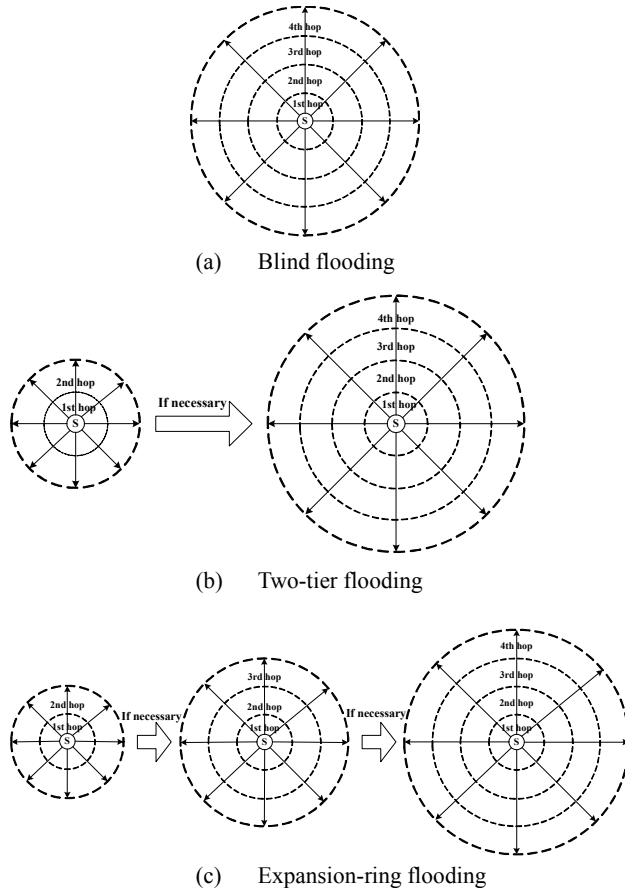 4th hop
3rd hop
2nd hop
1st hop
S
(a) Blind flooding
2nd hop
1st hop
S
If necessary
4th hop
3rd hop
2nd hop
1st hop
S
(b) Two-tier flooding
2nd hop
1st hop
S
If necessary
3rd hop
2nd hop
1st hop
S
If necessary
4th hop
3rd hop
2nd hop
1st hop
S
(c) Expansion-ring flooding